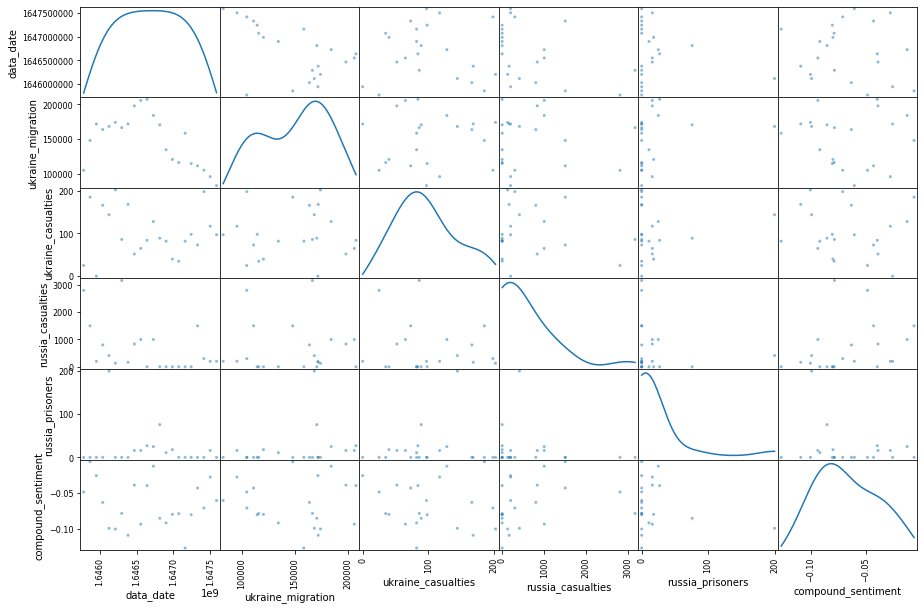 1647500000
1647000000
1646500000
1646000000
data_date
200000
150000
100000
ukraine_migration
200
100
0
ukraine_casualties
3000
2000
1000
0
russia_casualties
200
100
0
russia_prisoners
−0.05
−0.10
compound_sentiment
1.6460
1.6465
1.6470
1.6475
1e9
data_date
100000
150000
200000
ukraine_migration
0
100
200
ukraine_casualties
0
1000
2000
3000
russia_casualties
0
100
200
russia_prisoners
−0.10
−0.05
compound_sentiment